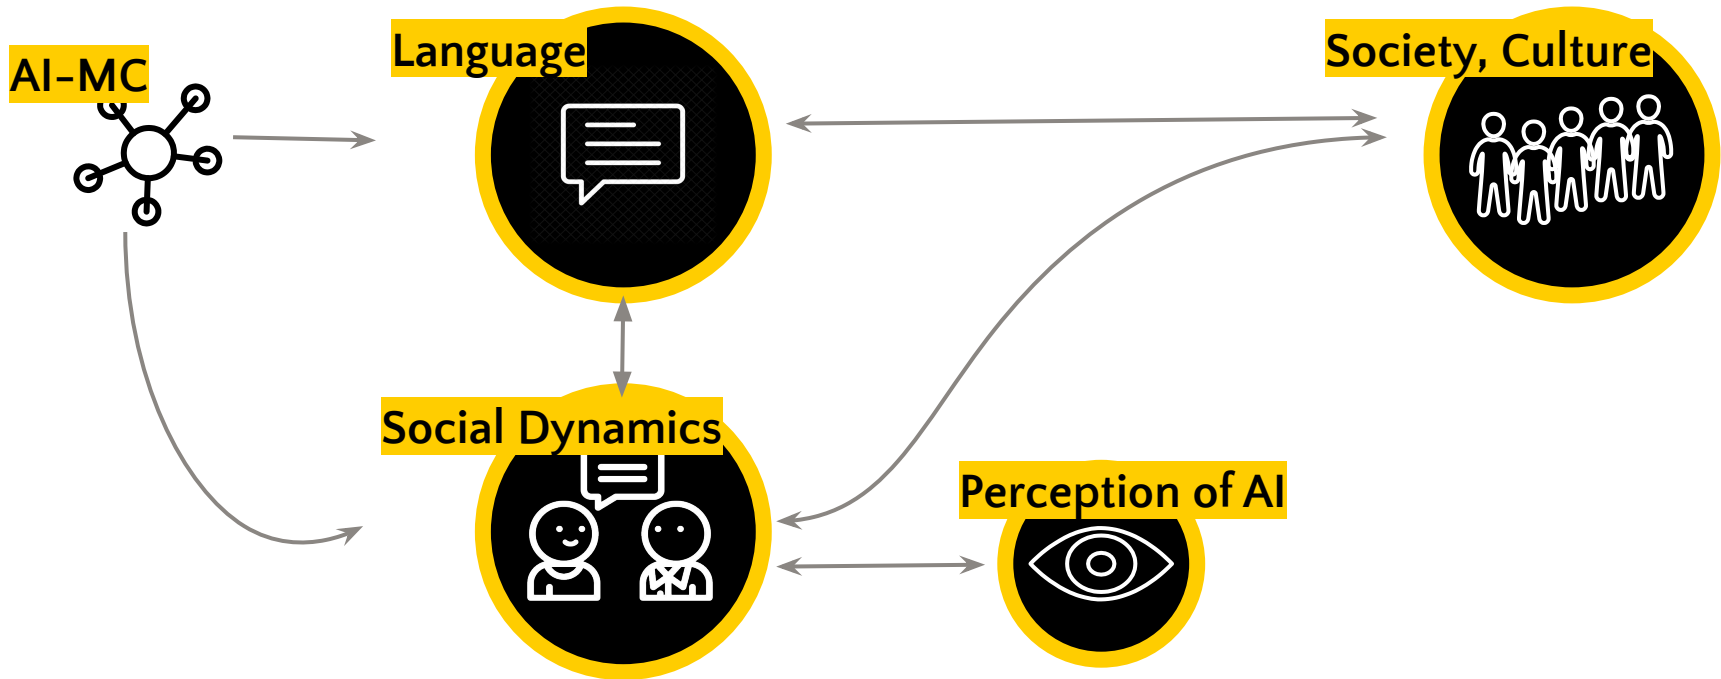 AI-MC
Language
Society, Culture
Social Dynamics
Perception of AI